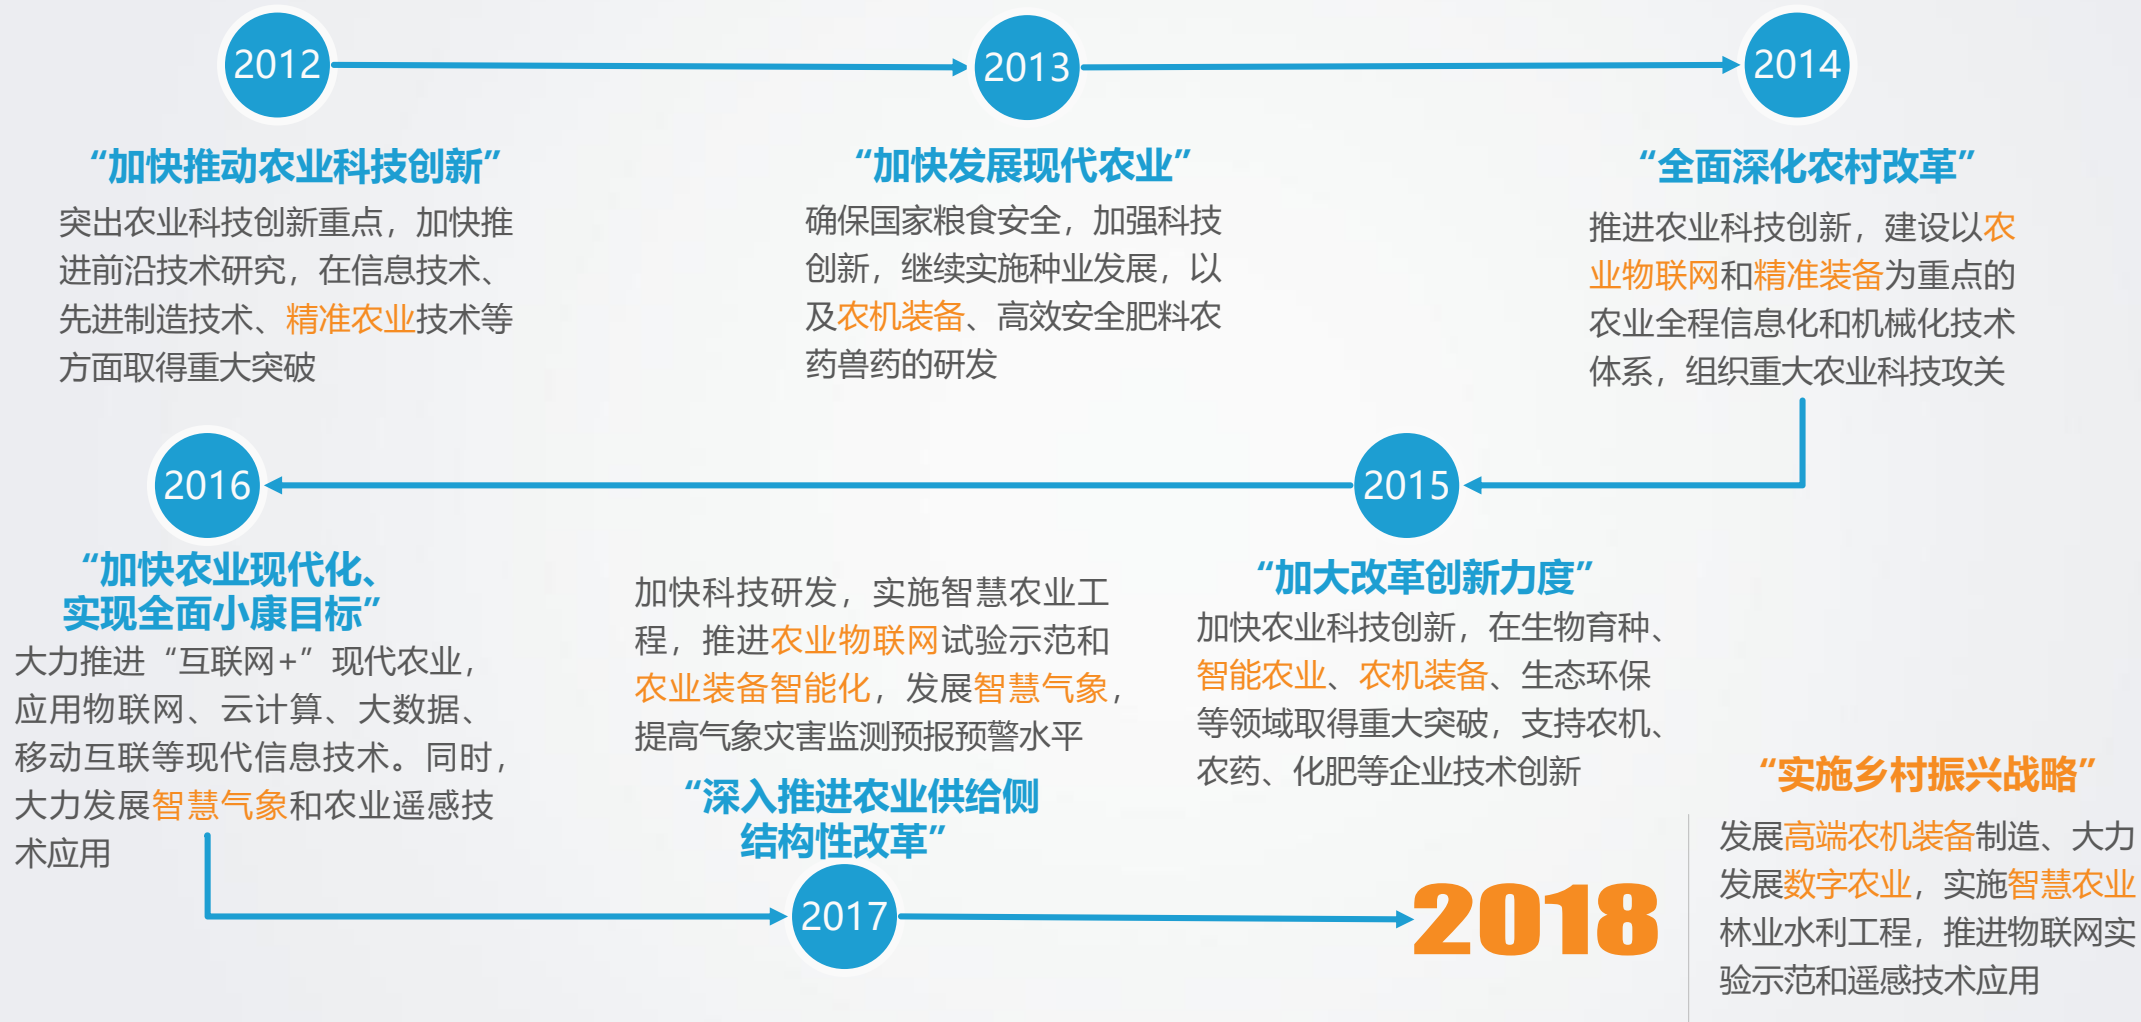 2012
“加快推动农业科技创新”
突出农业科技创新重点，加快推
进前沿技术研究，在信息技术、
先进制造技术、精准农业技术等
方面取得重大突破
2013
“加快发展现代农业”
确保国家粮食安全，加强科技
创新，继续实施种业发展，以
及农机装备、高效安全肥料农
药兽药的研发
2014
“全面深化农村改革”
推进农业科技创新，建设以农
业物联网和精准装备为重点的
农业全程信息化和机械化技术
体系，组织重大农业科技攻关
2015
“加大改革创新力度”
加快农业科技创新，在生物育种、
智能农业、农机装备、生态环保
等领域取得重大突破，支持农机、
农药、化肥等企业技术创新
2016
“加快农业现代化、
实现全面小康目标”
大力推进“互联网+”现代农业，
应用物联网、云计算、大数据、
移动互联等现代信息技术。同时，
大力发展智慧气象和农业遥感技
术应用
加快科技研发，实施智慧农业工
程，推进农业物联网试验示范和
农业装备智能化，发展智慧气象，
提高气象灾害监测预报预警水平
“深入推进农业供给侧
结构性改革”
2017
2018
“实施乡村振兴战略”
发展高端农机装备制造、大力
发展数字农业，实施智慧农业
林业水利工程，推进物联网实
验示范和遥感技术应用